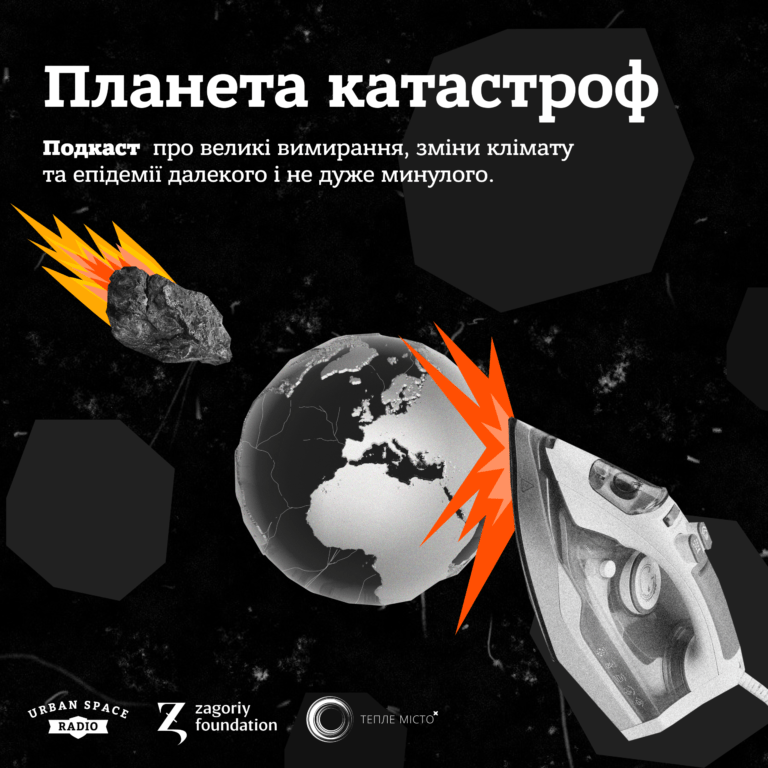 Планета катастроф
Подкаст про великі вимирання, зміни клімату
та епідемії далекого і не дуже минулого.
URBAN SPACE
RADIO
zagoriy
foundation
ТЕПЛЕ МІСТО